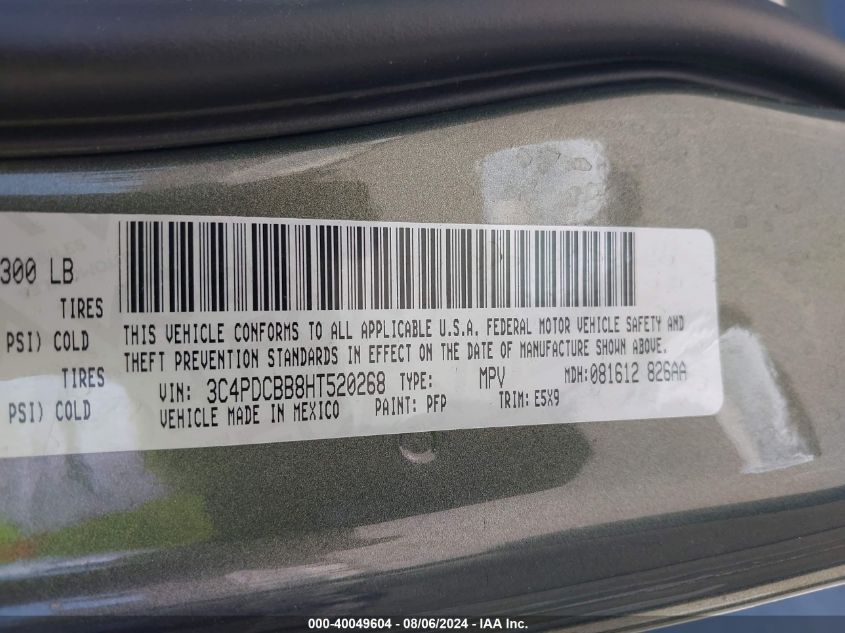 300 LB
TIRES
PSI) COLD
TIRES
PSI) COLD
THIS VEHICLE CONFORMS TO ALL APPLICABLE U.S.A. FEDERAL MOTOR VEHICLE SAFETY AND
THEFT PREVENTION STANDARDS IN EFFECT ON THE DATE OF MANUFACTURE SHOWN ABOVE.
VIN: 3C4PDCBB8HT520268 TYPE: MPV MDH:081612 826AA
VEHICLE MADE IN MEXICO PAINT: PFP TRIM: E5X9
000-40049604 - 08/06/2024 - IAA Inc.